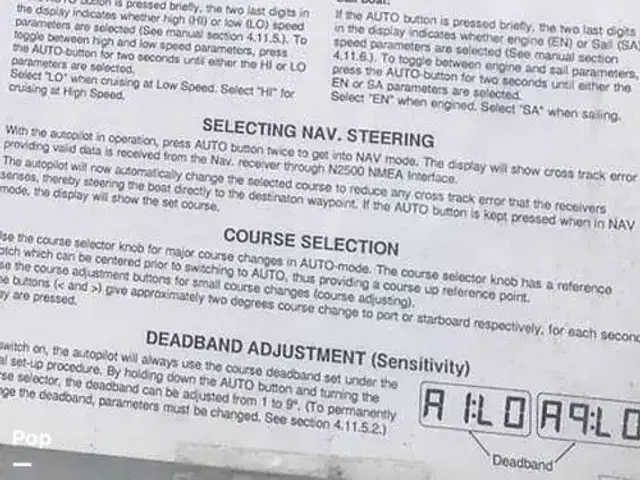 AUTO button is pressed briefly, the two last digits in
the display indicates whether high (HI) or low (LO) speed
parameters are selected (See manual section 4.11.5.). To
toggle between high and low speed parameters, press
the AUTO-button for two seconds until either the HI or LO
parameters are selected.
Select "LO" when cruising at Low Speed. Select "HI" for
cruising at High Speed.
If the AUTO button is pressed briefly, the two last digits
in the display indicates whether engine (EN) or Sail (SA)
speed parameters are selected (See manual section
4.11.6.). To toggle between engine and sail parameters,
press the AUTO-button for two seconds until either the
EN or SA parameters are selected.
Select "EN" when engined. Select "SA" when sailing.
SELECTING NAV. STEERING
With the autopilot in operation, press AUTO button twice to get into NAV mode. The display will show cross track error
providing valid data is received from the Nav. receiver through N2500 NMEA Interface.
The autopilot will now automatically change the selected course to reduce any cross track error that the receivers
senses, thereby steering the boat directly to the destinaton waypoint. If the AUTO button is kept pressed when in NAV
mode, the display will show the set course.
COURSE SELECTION
Use the course selector knob for major course changes in AUTO-mode. The course selector knob has a reference
notch which can be centered prior to switching to AUTO, thus providing a course up reference point.
the course adjustment buttons for small course changes (course adjusting).
buttons (< and >) give approximately two degrees course change to port or starboard respectively, for each second
they are pressed.
DEADBAND ADJUSTMENT (Sensitivity)
switch on, the autopilot will always use the course deadband set under the
set-up procedure. By holding down the AUTO button and turning the
selector, the deadband can be adjusted from 1 to 9°. (To permanently
the deadband, parameters must be changed. See section 4.11.5.2.)
A 1:LO A9:LO
Deadband
Pop